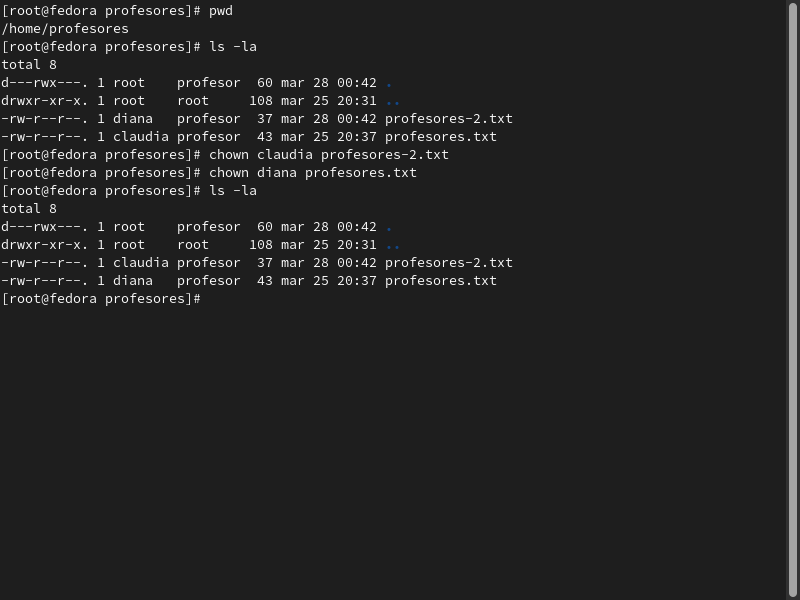 [root@fedora profesores]# pwd
/home/profesores
[root@fedora profesores]# ls -la
total 8
d---rwx---. 1 root    profesor  60 mar 28 00:42 .
drwxr-xr-x. 1 root    root     108 mar 25 20:31 ..
-rw-r--r--. 1 diana   profesor  37 mar 28 00:42 profesores-2.txt
-rw-r--r--. 1 claudia profesor  43 mar 25 20:37 profesores.txt
[root@fedora profesores]# chown claudia profesores-2.txt
[root@fedora profesores]# chown diana profesores.txt
[root@fedora profesores]# ls -la
total 8
d---rwx---. 1 root    profesor  60 mar 28 00:42 .
drwxr-xr-x. 1 root    root     108 mar 25 20:31 ..
-rw-r--r--. 1 claudia profesor  37 mar 28 00:42 profesores-2.txt
-rw-r--r--. 1 diana   profesor  43 mar 25 20:37 profesores.txt
[root@fedora profesores]#